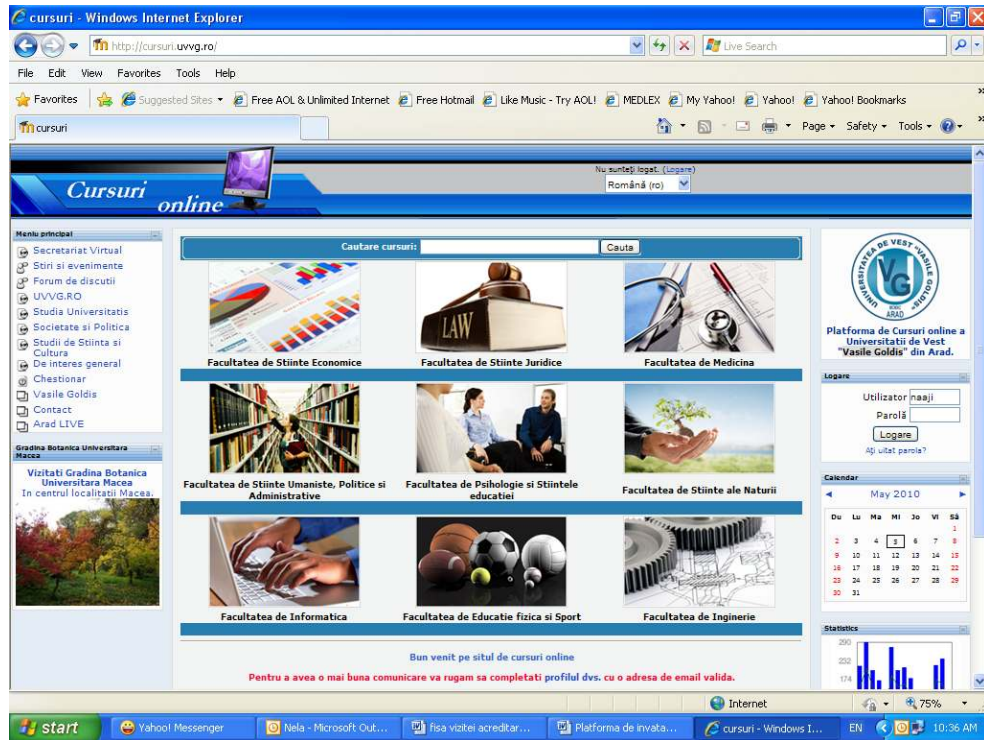 cursuri - Windows Internet Explorer
http://cursuri.uvvg.ro/
Live Search
File Edit View Favorites Tools Help
Favorites Suggested Sites Free AOL & Unlimited Internet Free Hotmail Like Music - Try AOL! MEDLEX My Yahoo! Yahoo! Yahoo! Bookmarks
cursuri
Page Safety Tools
Cursuri
online
Nu sunteți logat. (Logare)
Română (ro)
Meniu principal
Secretariat Virtual
Stiri si evenimente
Forum de discutii
UVVG.RO
Studia Universitatis
Societate si Politica
Studii de Stiinta si
Cultura
De interes general
Chestionar
Vasile Goldis
Contact
Arad LIVE
Gradina Botanica Universitara
Macea
Vizitati Gradina Botanica
Universitara Macea
In centrul localitatii Macea.
Cautare cursuri: Cauta
LAW
Facultatea de Stiinte Economice Facultatea de Stiinte Juridice Facultatea de Medicina
Facultatea de Stiinte Umaniste, Politice si
Administrative
Facultatea de Psihologie si Stiintele
educatiei
Facultatea de Stiinte ale Naturii
Facultatea de Informatica Facultatea de Educatie fizica si Sport Facultatea de Inginerie
Bun venit pe situl de cursuri online
Pentru a avea o mai buna comunicare va rugam sa completati profilul dvs. cu o adresa de email valida.
UNIVERSITATEA DE VEST "VASILE GOLDIS"
VG
ARAD
Platforma de Cursuri online a
Universitatii de Vest
"Vasile Goldis" din Arad.
Logare
Utilizator naaji
Parolă
Logare
Ați uitat parola?
Calendar
May 2010
Du Lu Ma Mi Jo Vi Sâ
1
2 3 4 5 6 7 8
9 10 11 12 13 14 15
16 17 18 19 20 21 22
23 24 25 26 27 28 29
30 31
Statistics
290
232
174
Internet 75%
start Yahoo! Messenger Nela - Microsoft Out... fisa vizitei acreditar... Platforma de invata... cursuri - Windows I... EN 10:36 AM